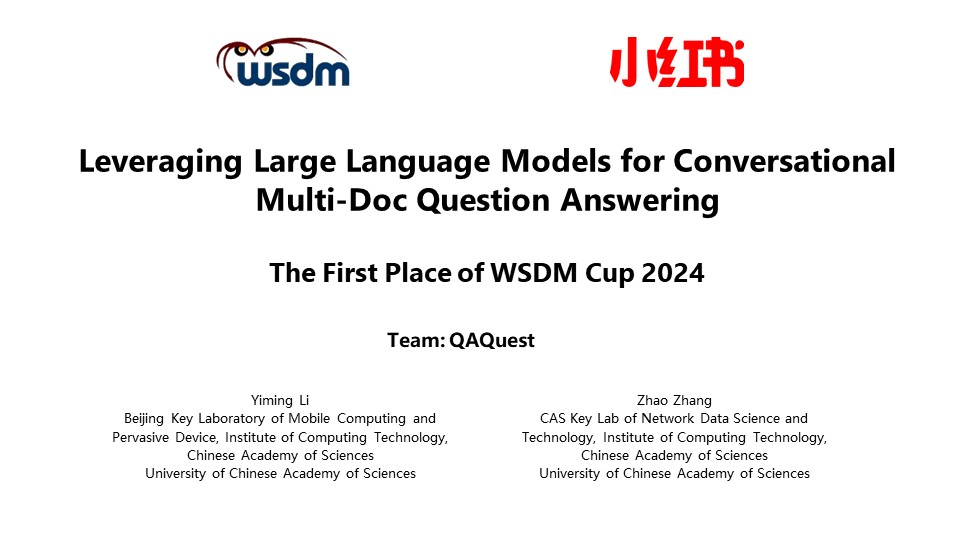 wsdm
小红书
Leveraging Large Language Models for Conversational
Multi-Doc Question Answering
The First Place of WSDM Cup 2024
Team: QAQuest
Yiming Li
Beijing Key Laboratory of Mobile Computing and
Pervasive Device, Institute of Computing Technology,
Chinese Academy of Sciences
University of Chinese Academy of Sciences
Zhao Zhang
CAS Key Lab of Network Data Science and
Technology, Institute of Computing Technology,
Chinese Academy of Sciences
University of Chinese Academy of Sciences